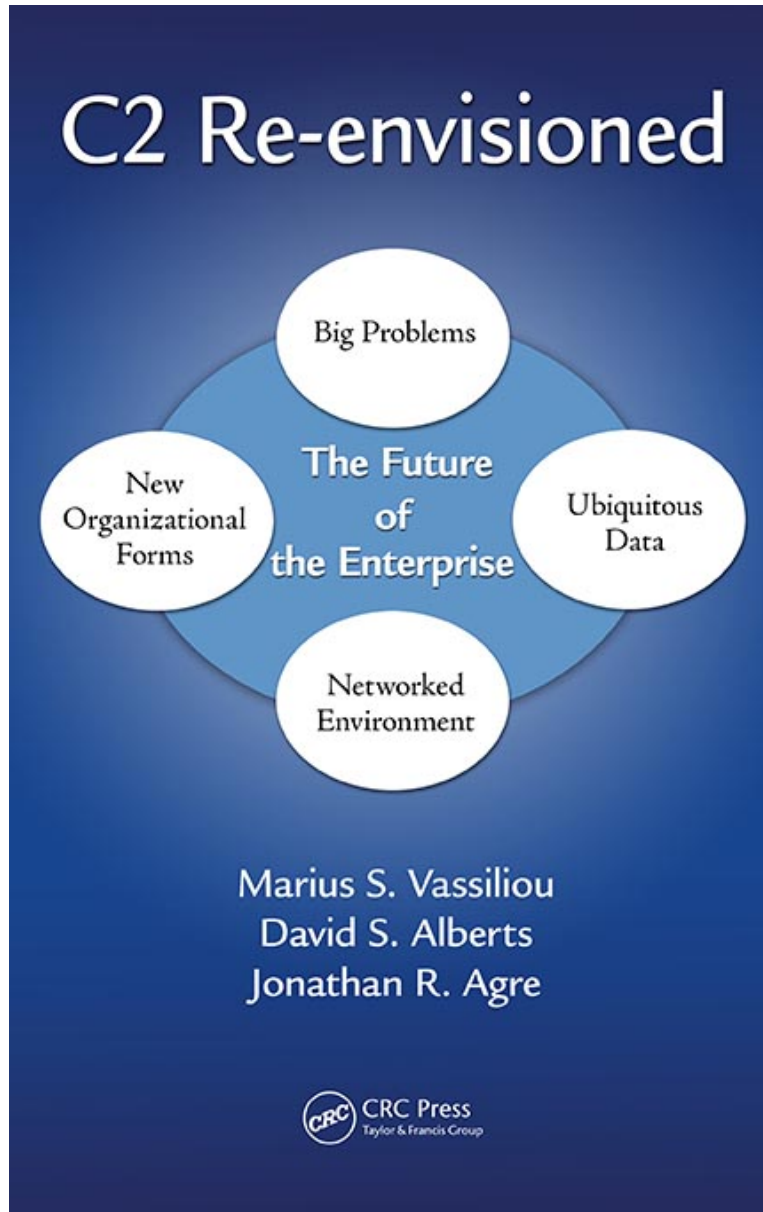 C2 Re-envisioned
Big Problems
New
Organizational
Forms
The Future
of
the Enterprise
Ubiquitous
Data
Networked
Environment
Marius S. Vassiliou
David S. Alberts
Jonathan R. Agre
CRC
CRC Press
Taylor & Francis Group